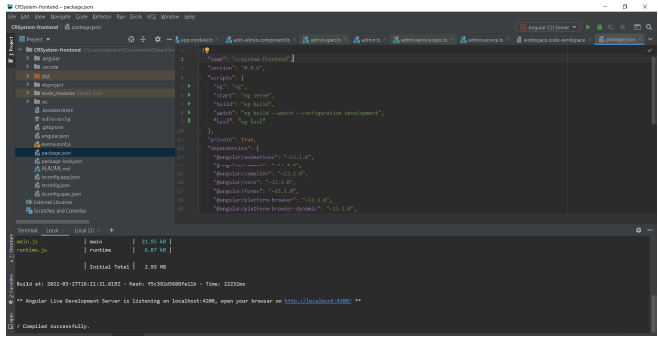 CRSystem-frontend – package.json
File Edit View Navigate Code Refactor Run Tools VCS Window Help
CRSystem-frontend package.json
Angular CLI Server
Project
app.module.ts add-admin.component.ts admin.spec.ts admin.ts admin.service.spec.ts admin.service.ts workspace.code-workspace package.json
CRSystem-frontend
.angular
.vscode
dist
nbproject
node_modules library root
src
.browserslistrc
.editorconfig
.gitignore
angular.json
karma.conf.js
package.json
package-lock.json
README.md
tsconfig.app.json
tsconfig.json
tsconfig.spec.json
External Libraries
Scratches and Consoles
{
"name": "crsystem-frontend",
"version": "0.0.0",
"scripts": {
"ng": "ng",
"start": "ng serve",
"build": "ng build",
"watch": "ng build --watch --configuration development",
"test": "ng test"
},
"private": true,
"dependencies": {
"@angular/animations": "~13.1.0",
"@angular/compiler": "~13.1.0",
"@angular/core": "~13.1.0",
"@angular/forms": "~13.1.0",
"@angular/platform-browser": "~13.1.0",
"@angular/platform-browser-dynamic": "~13.1.0",
Terminal: Local Local (3) +
main.js | main | 21.95 kB |
runtime.js | runtime | 6.87 kB |
| Initial Total | 2.93 MB
Build at: 2022-03-27T16:21:21.819Z - Hash: f5c382d5680fa11b - Time: 22232ms
** Angular Live Development Server is listening on localhost:4200, open your browser on http://localhost:4200/ **
√ Compiled successfully.
Project
Structure
Favorites